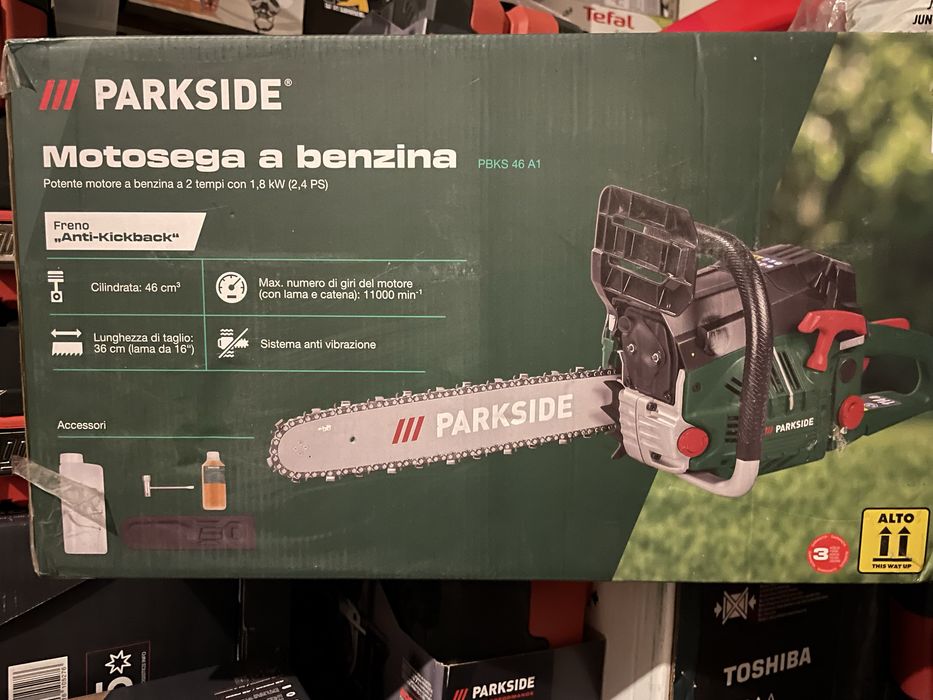 Tefal
JUN
PARKSIDE®
Motosega a benzina PBKS 46 A1
Potente motore a benzina a 2 tempi con 1,8 kW (2,4 PS)
Freno
„Anti-Kickback“
Cilindrata: 46 cm³
Max. numero di giri del motore
(con lama e catena): 11000 min⁻¹
Lunghezza di taglio:
36 cm (lama da 16“)
Sistema anti vibrazione
Accessori
PARKSIDE
PARKSIDE
3
ALTO
THIS WAY UP
TOSHIBA
PARKSIDE